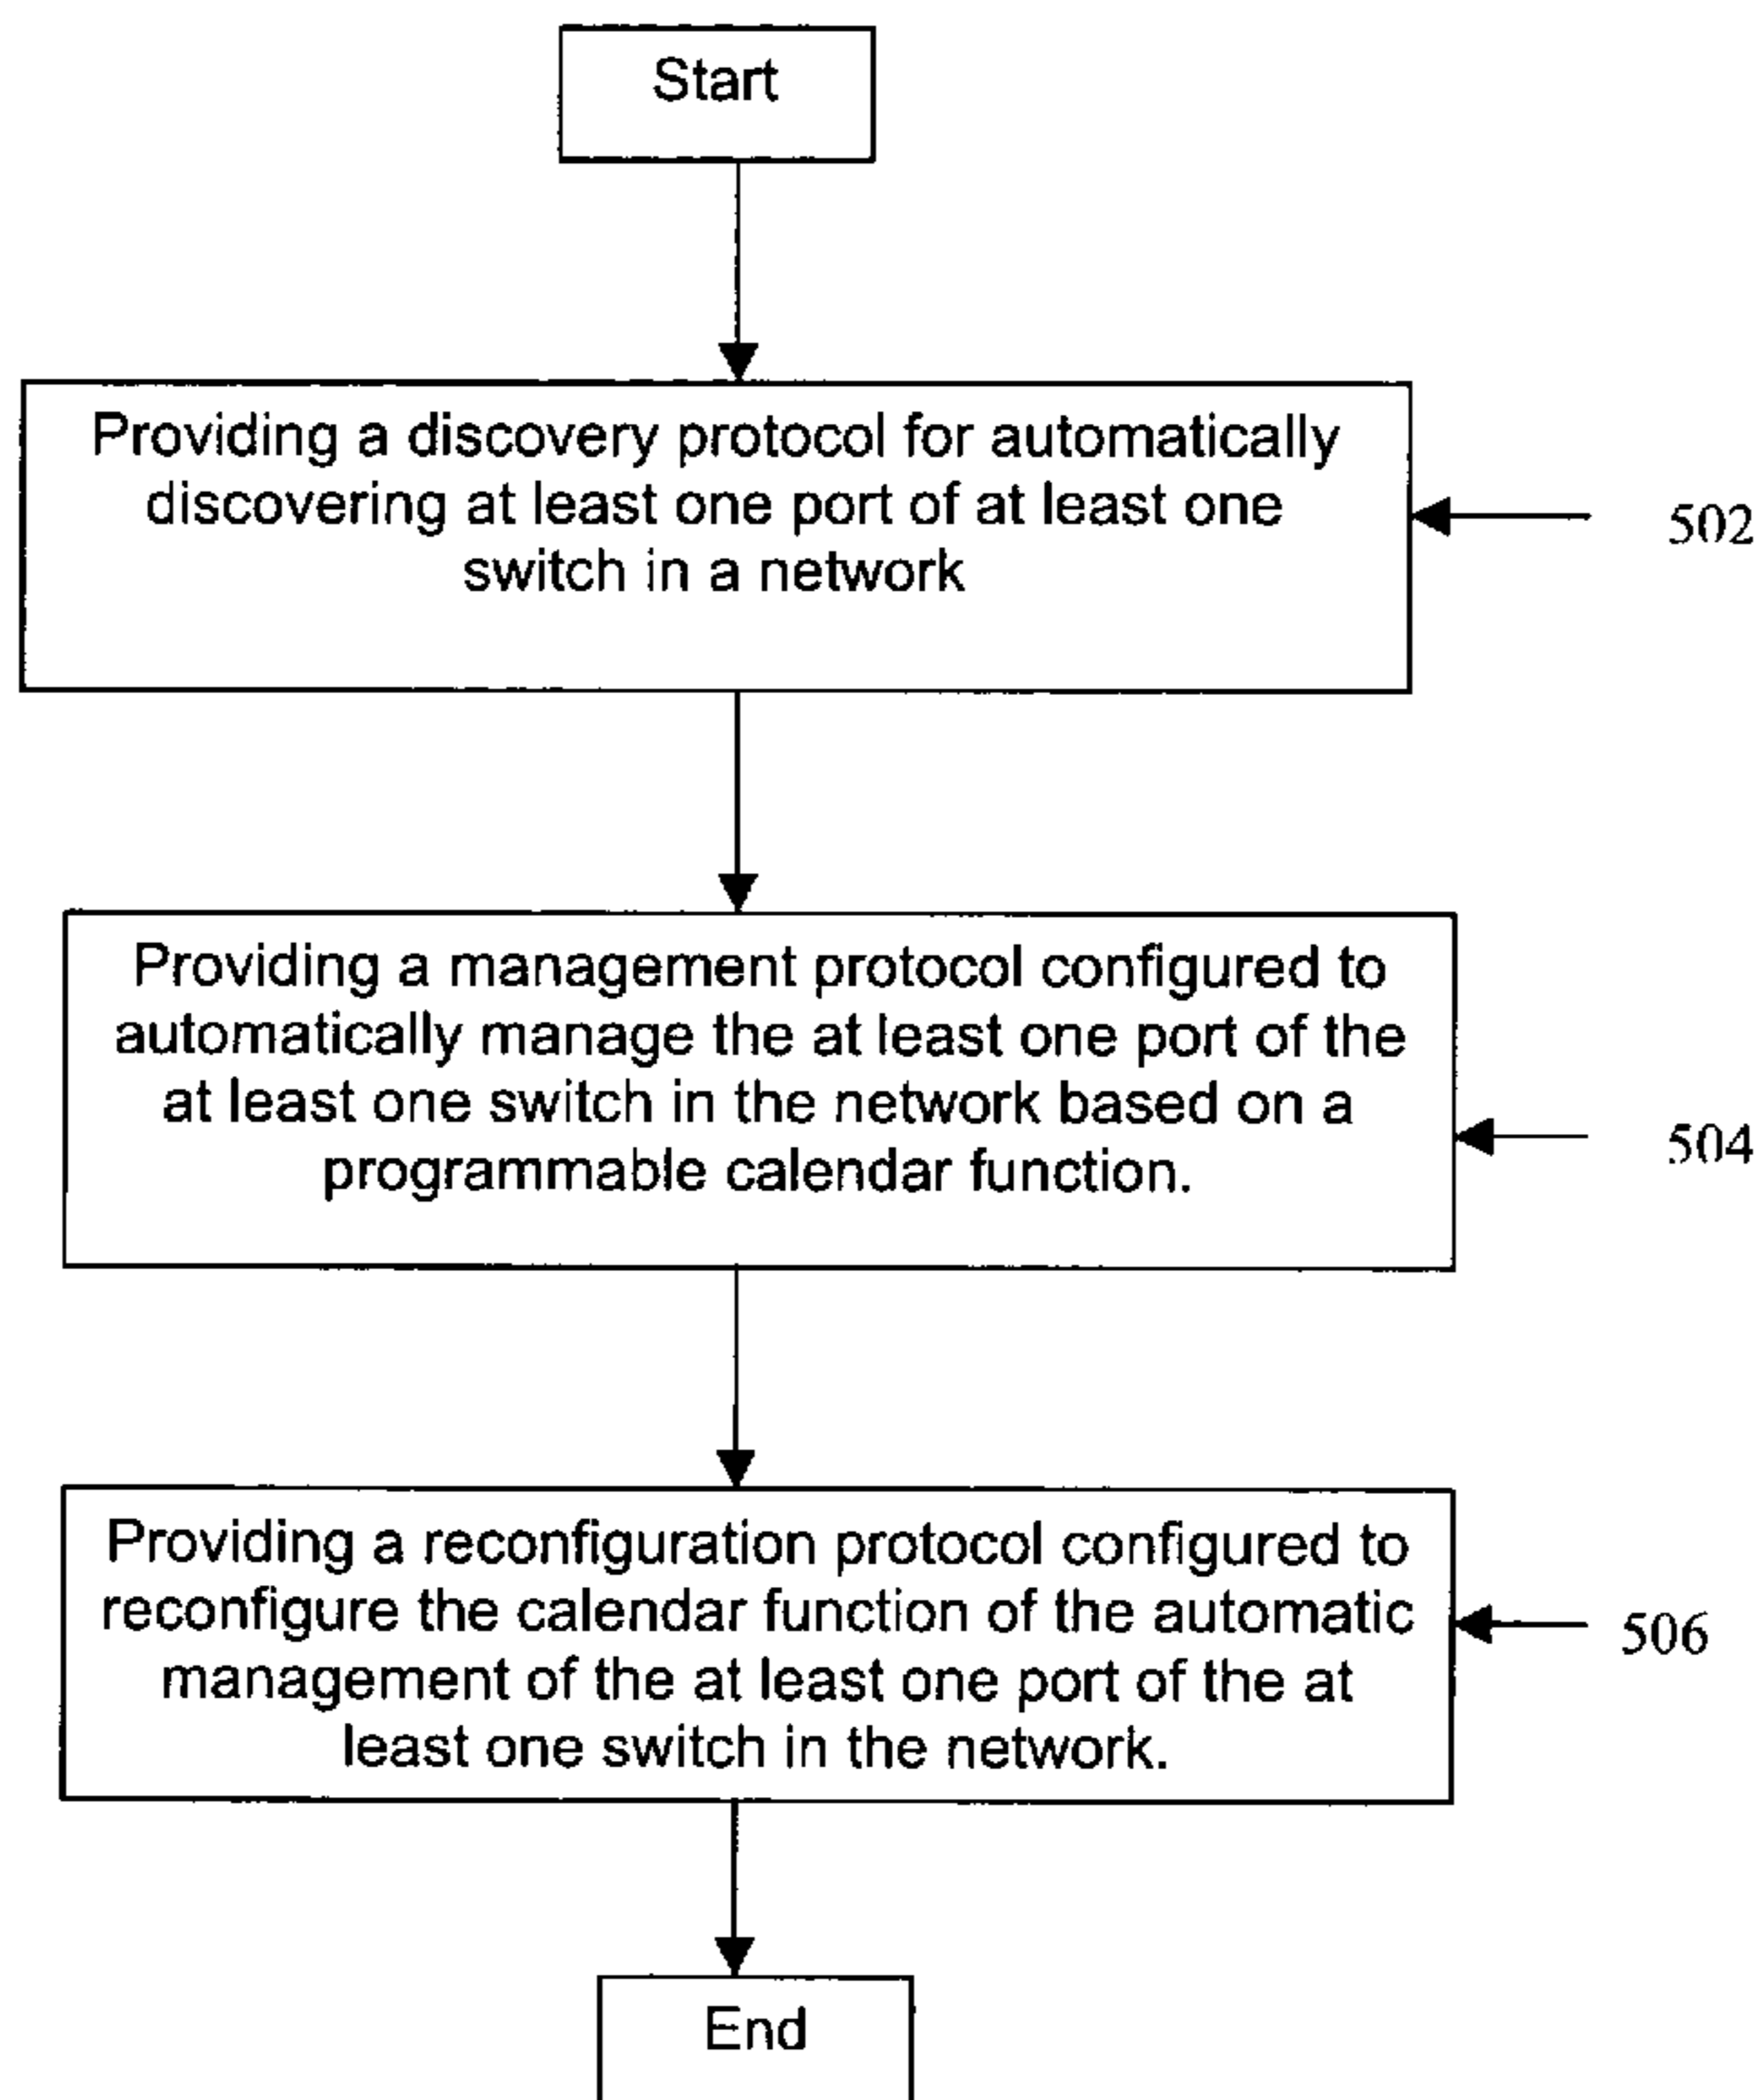 Start
Providing a discovery protocol for automatically
discovering at least one port of at least one
switch in a network
502
Providing a management protocol configured to
automatically manage the at least one port of the
at least one switch in the network based on a
programmable calendar function.
504
Providing a reconfiguration protocol configured to
reconfigure the calendar function of the automatic
management of the at least one port of the at
least one switch in the network.
506
End